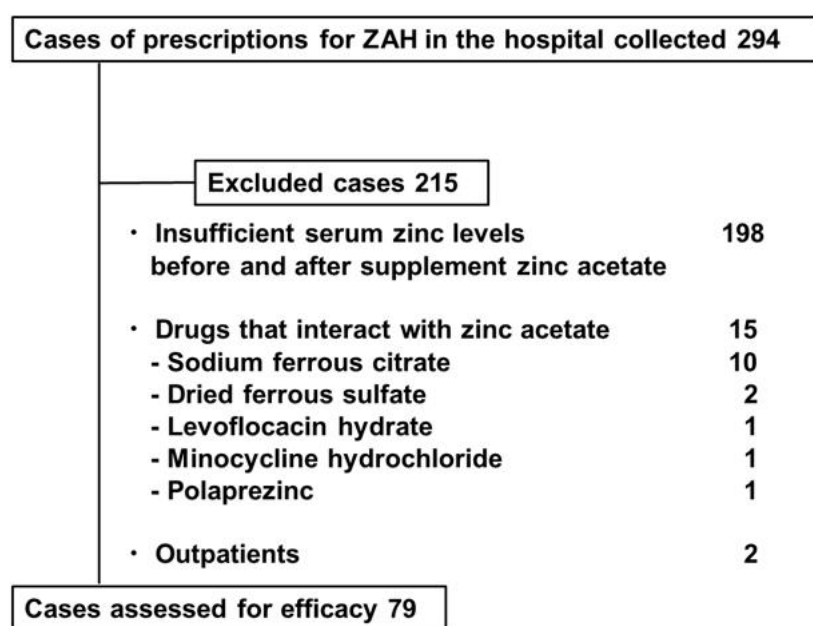 Cases of prescriptions for ZAH in the hospital collected 294
Excluded cases 215
・ Insufficient serum zinc levels 198
before and after supplement zinc acetate
・ Drugs that interact with zinc acetate 15
- Sodium ferrous citrate 10
- Dried ferrous sulfate 2
- Levoflocacin hydrate 1
- Minocycline hydrochloride 1
- Polaprezinc 1
・ Outpatients 2
Cases assessed for efficacy 79